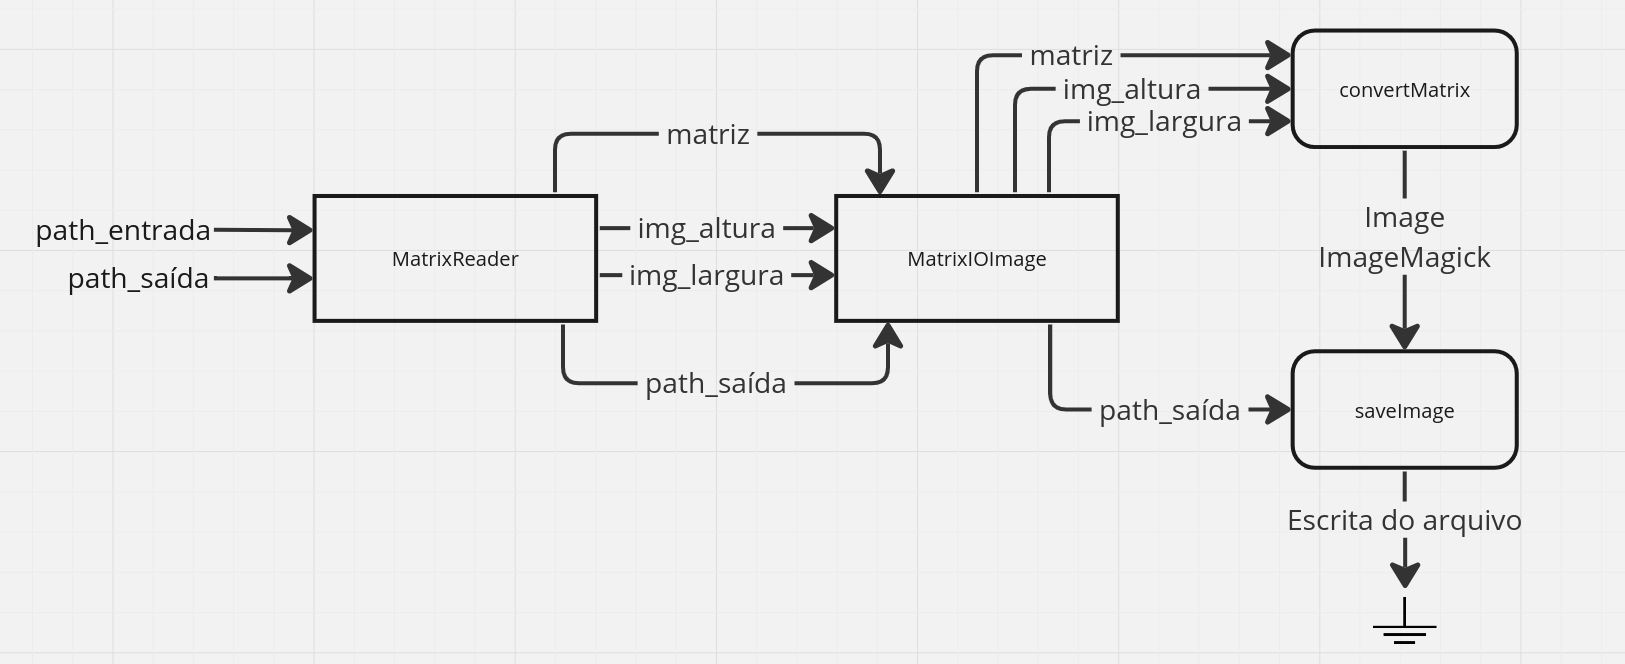 matriz
img_altura
img_largura
convertMatrix
matriz
path_entrada
path_saída
MatrixReader
img_altura
img_largura
MatrixIOImage
Image
ImageMagick
path_saída
path_saída
saveImage
Escrita do arquivo